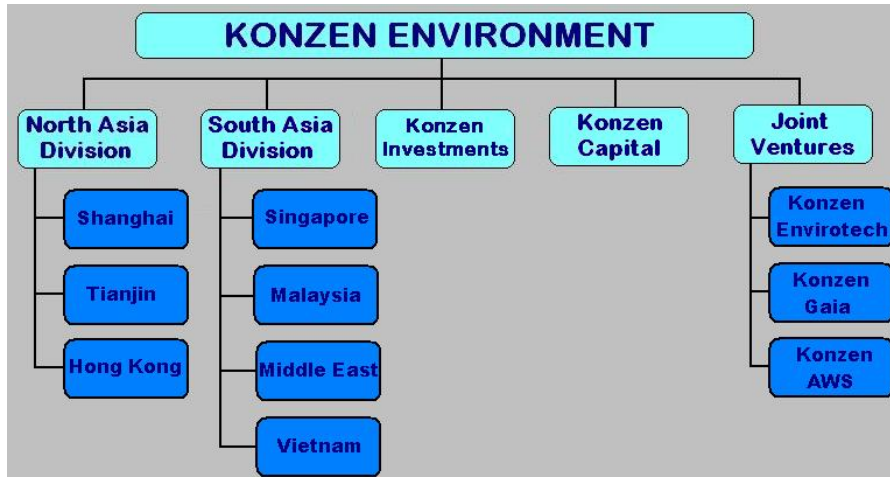 KONZEN ENVIRONMENT
North Asia
Division
South Asia
Division
Konzen
Investments
Konzen
Capital
Joint
Ventures
Shanghai
Tianjin
Hong Kong
Singapore
Malaysia
Middle East
Vietnam
Konzen
Envirotech
Konzen
Gaia
Konzen
AWS